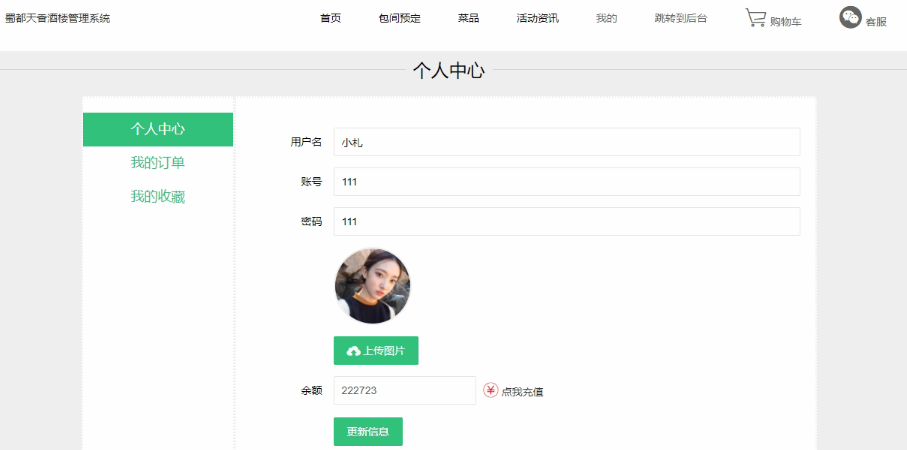 蜀都天香酒楼管理系统 首页 包间预定 菜品 活动资讯 我的 跳转到后台 购物车 客服
个人中心
个人中心
我的订单
我的收藏
用户名 小札
账号 111
密码 111
上传图片
余额 222723 点我充值
更新信息